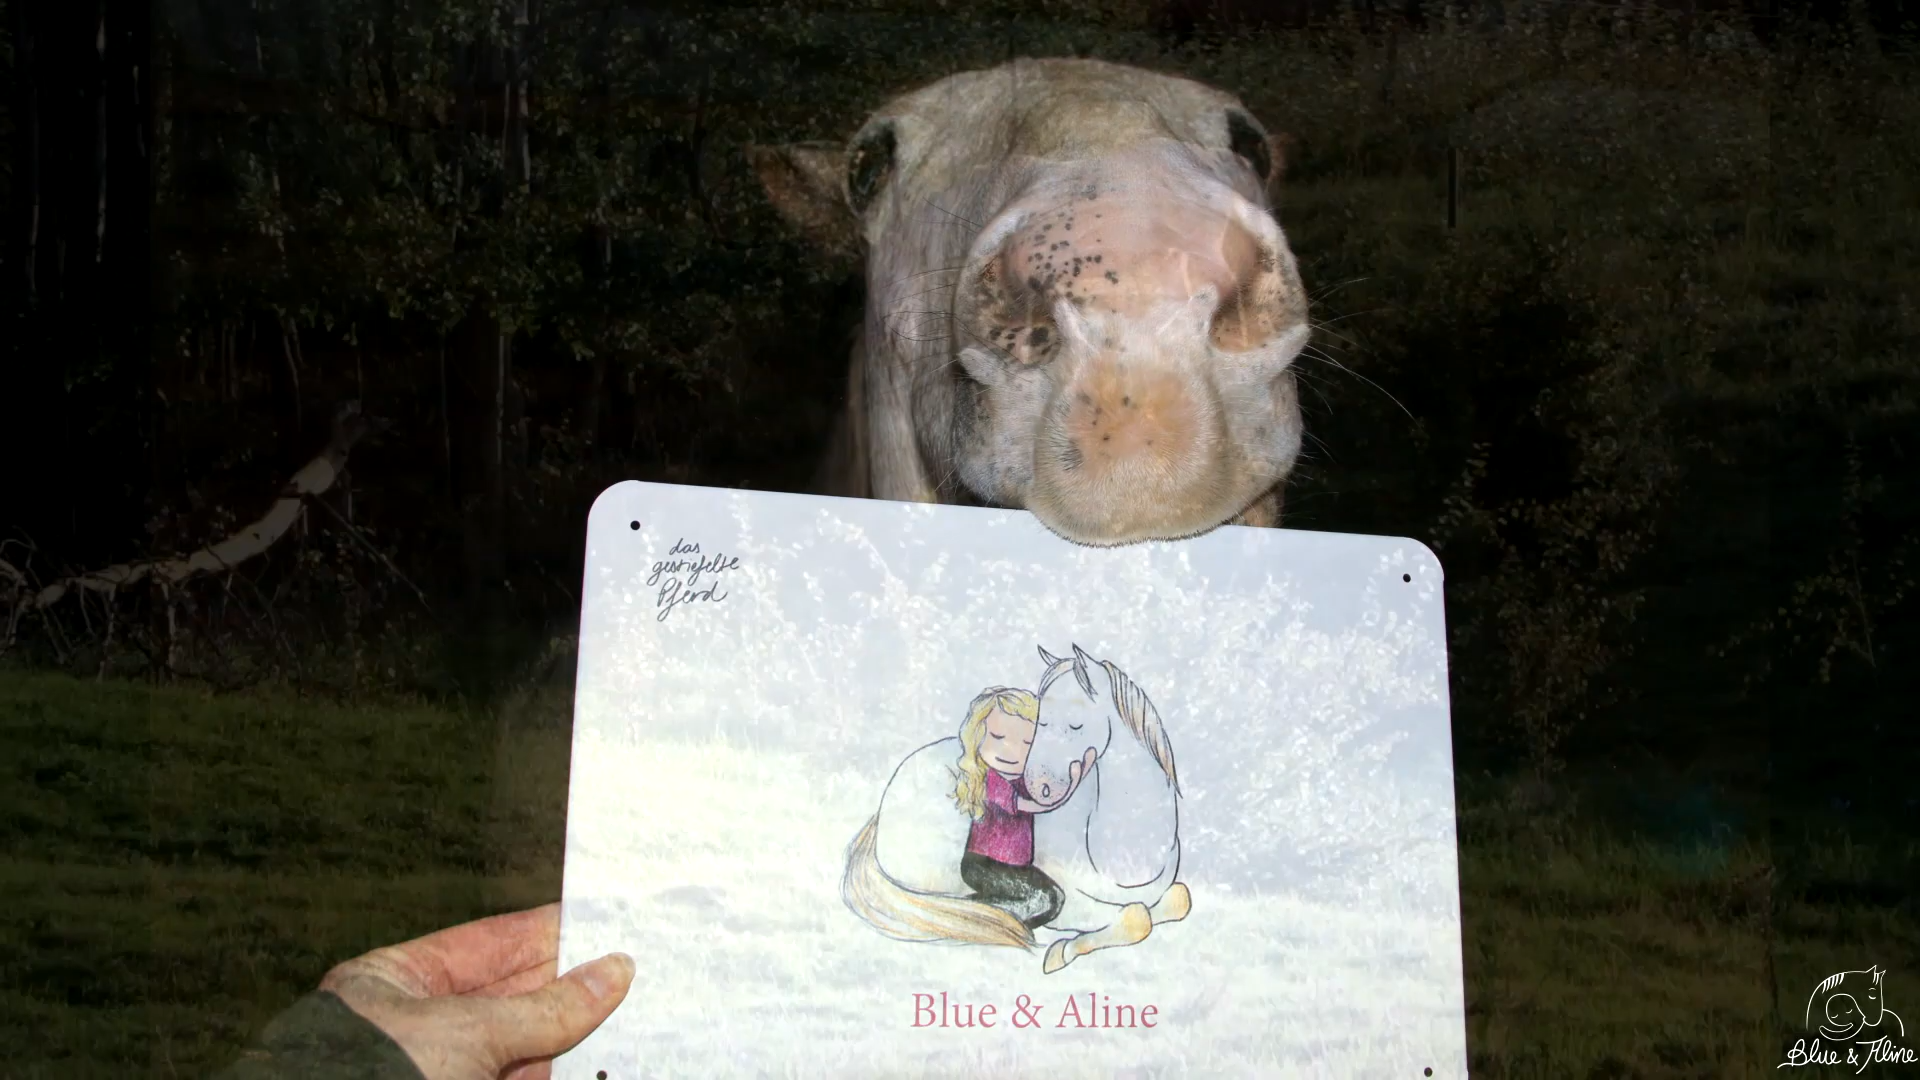 das
gestiefelte
Pferd
Blue & Aline
Blue & Aline